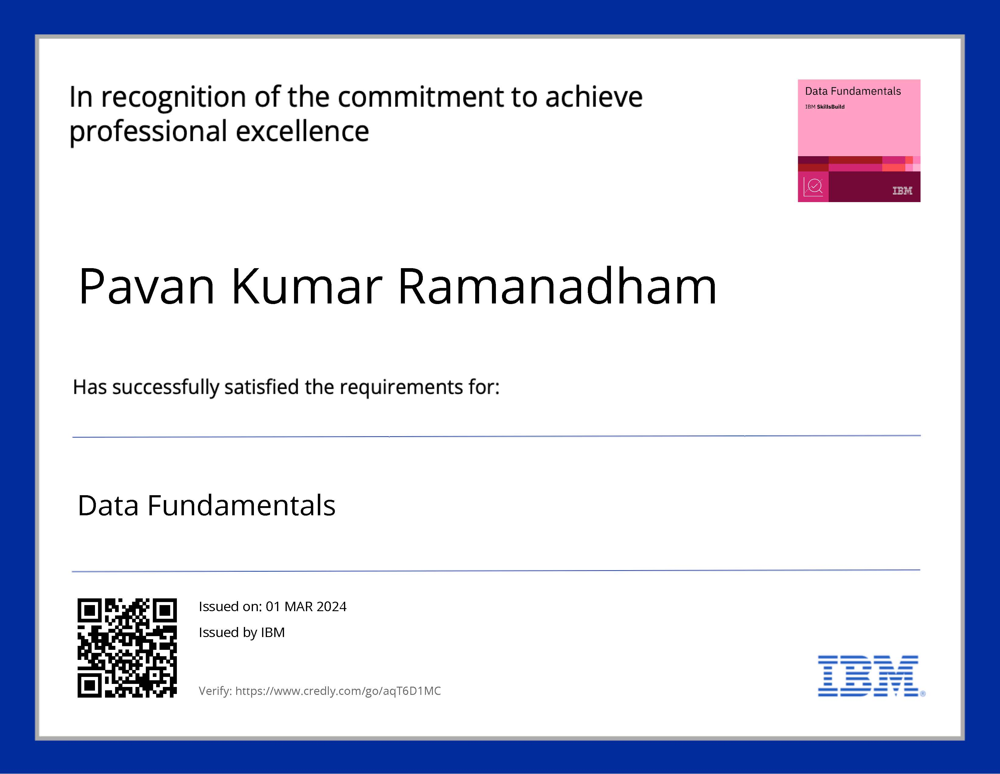 In recognition of the commitment to achieve
professional excellence
Data Fundamentals
IBM SkillsBuild
IBM
Pavan Kumar Ramanadham
Has successfully satisfied the requirements for:
Data Fundamentals
Issued on: 01 MAR 2024
Issued by IBM
Verify: https://www.credly.com/go/aqT6D1MC
IBM®